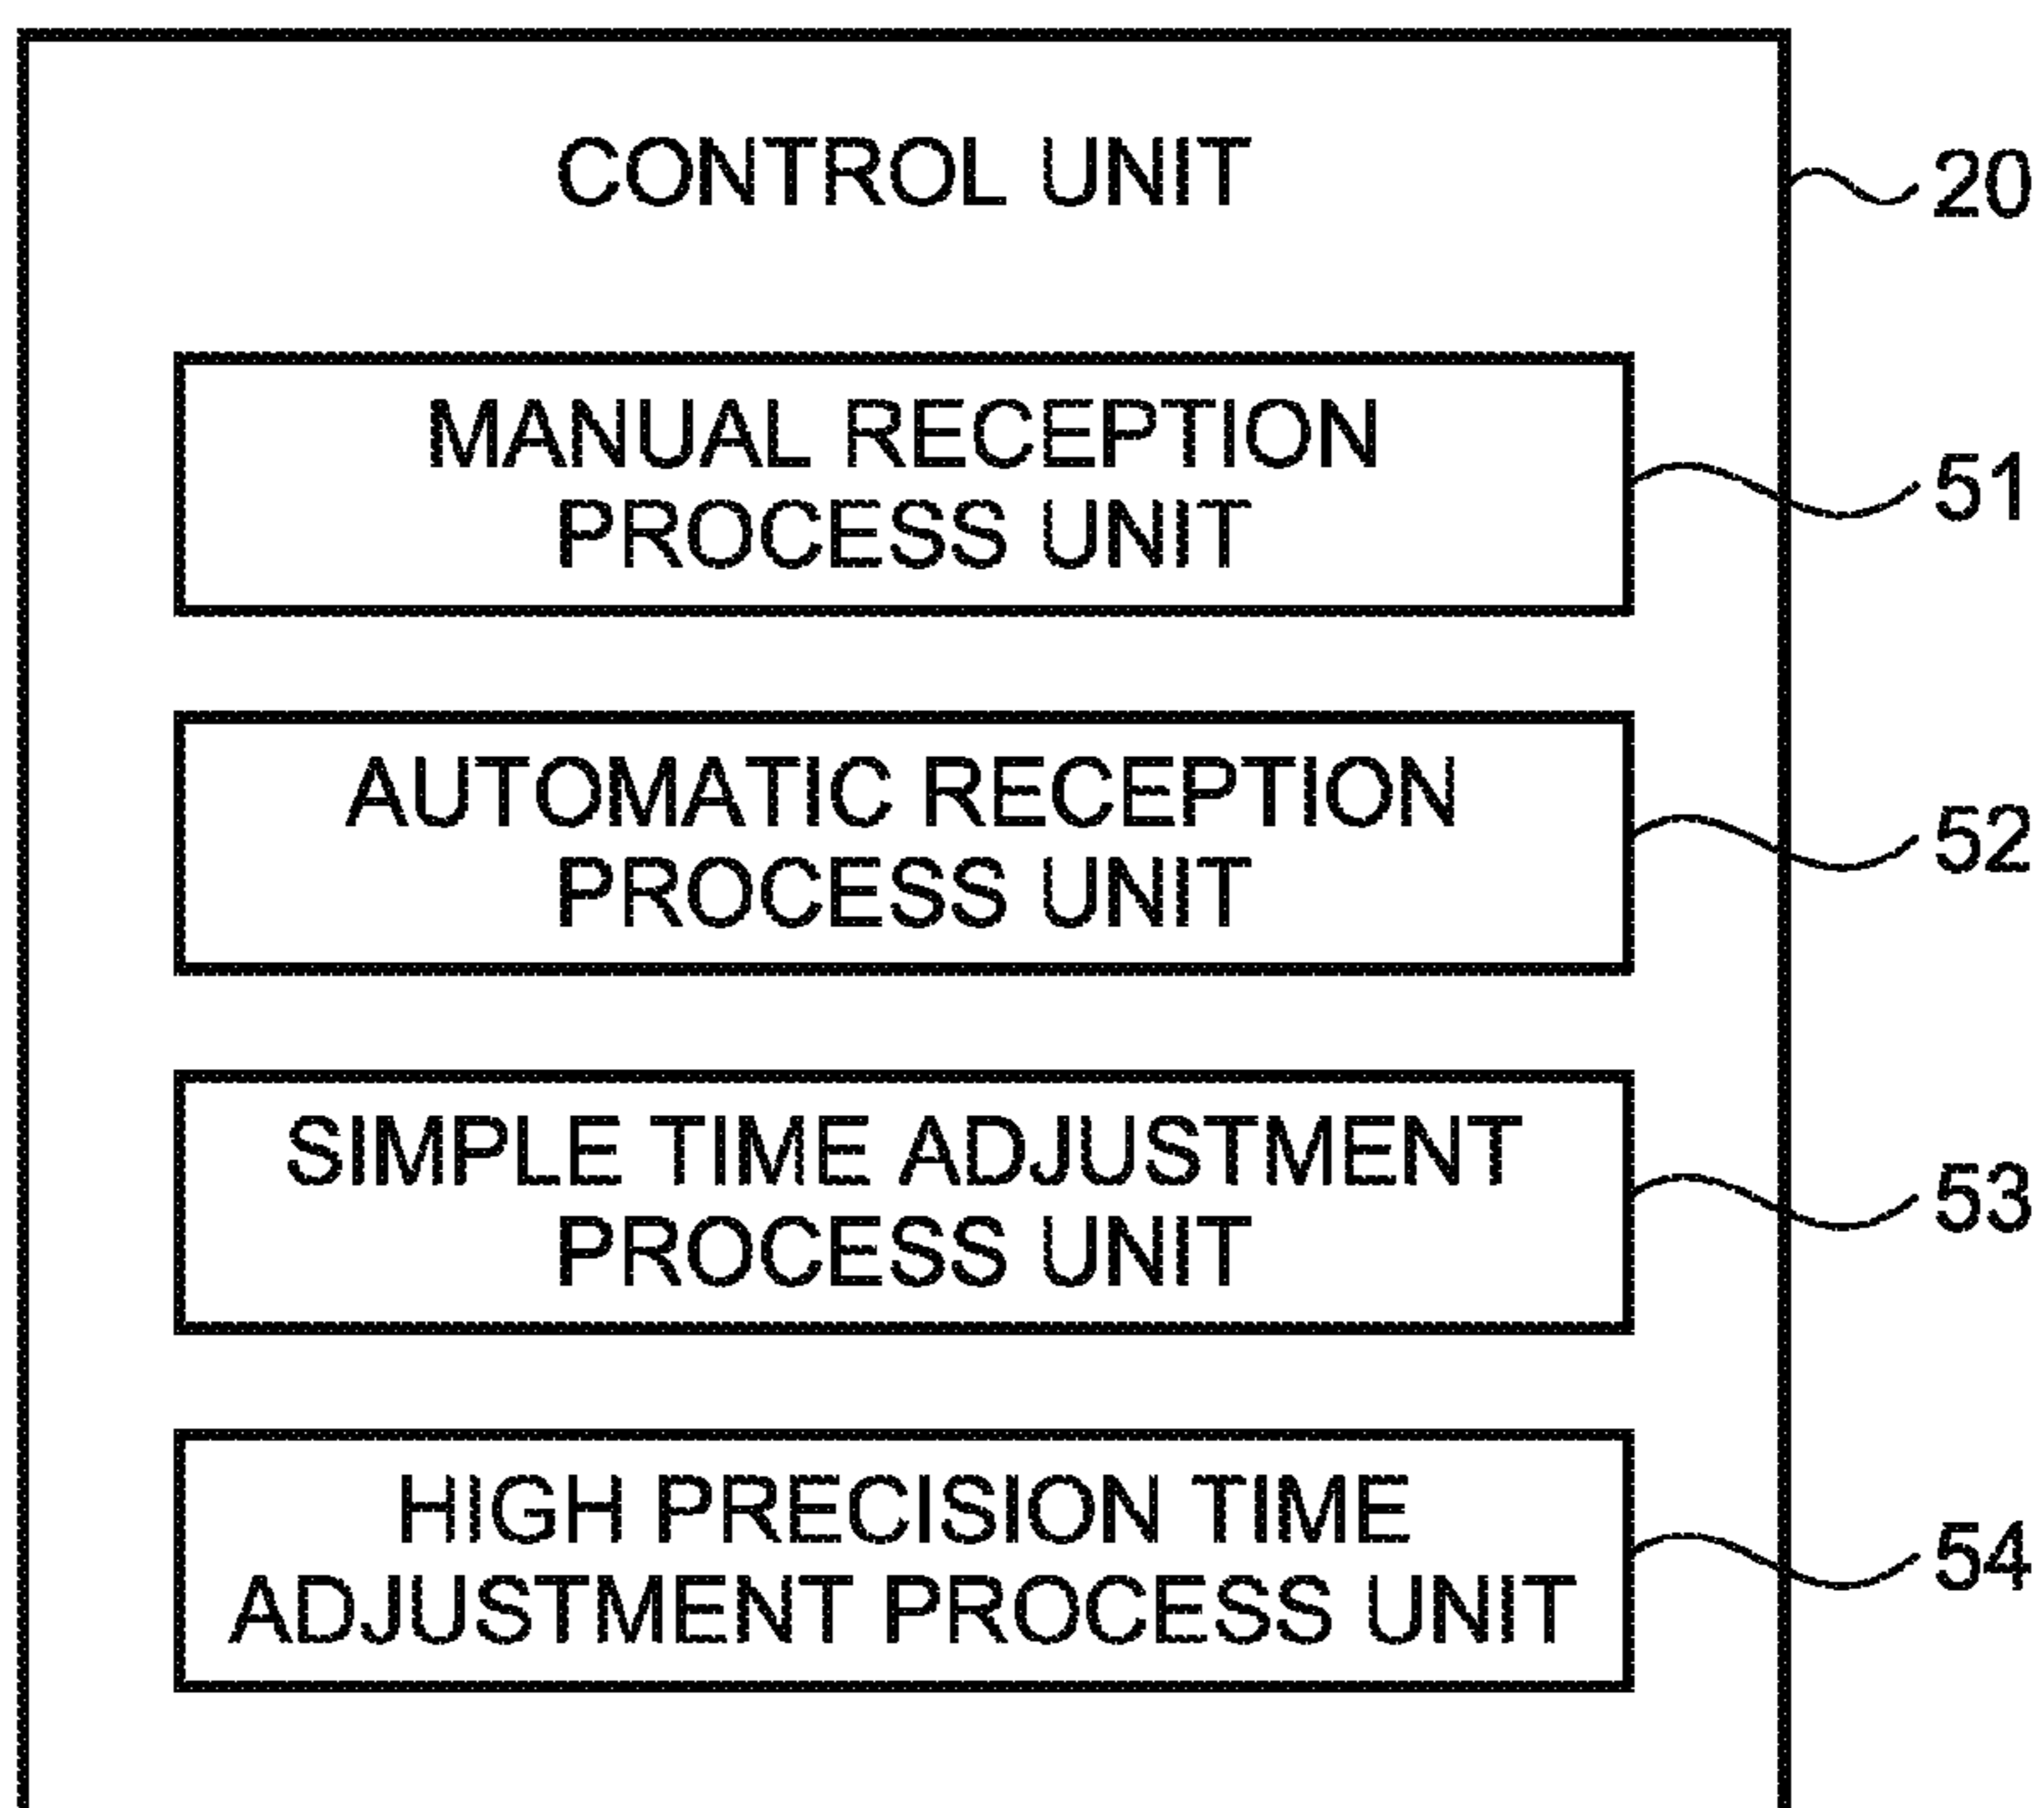 CONTROL UNIT
20
MANUAL RECEPTION
PROCESS UNIT
51
AUTOMATIC RECEPTION
PROCESS UNIT
52
SIMPLE TIME ADJUSTMENT
PROCESS UNIT
53
HIGH PRECISION TIME
ADJUSTMENT PROCESS UNIT
54